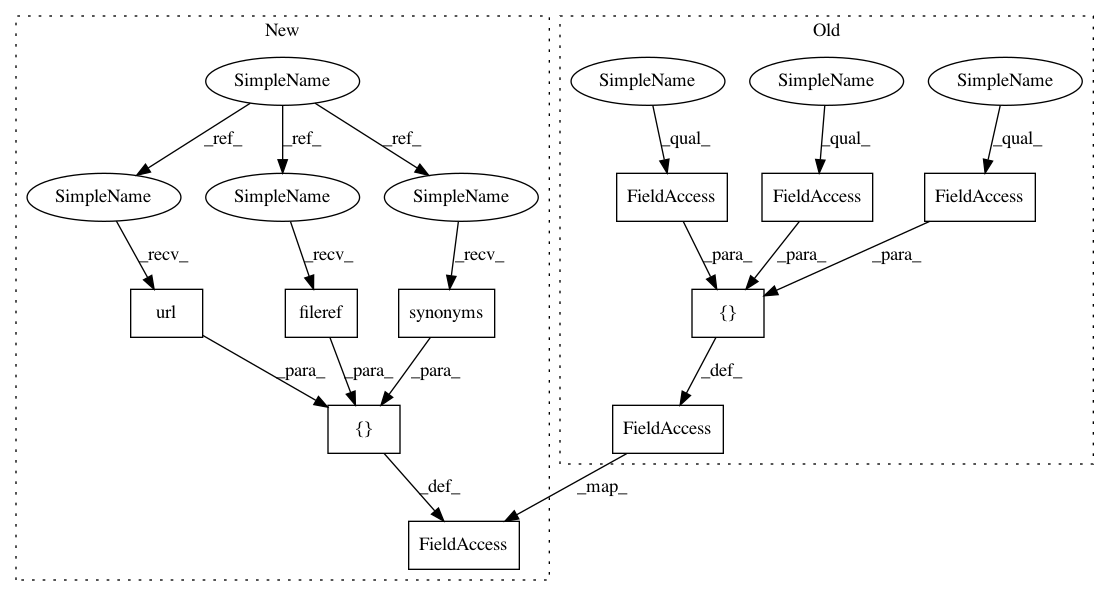 New
Old
SimpleName
SimpleName
SimpleName
SimpleName
_ref_
_ref_
_ref_
_qual_
_qual_
_qual_
SimpleName
SimpleName
SimpleName
FieldAccess
FieldAccess
FieldAccess
_recv_
_recv_
_recv_
_para_
_para_
_para_
url
fileref
synonyms
{}
_para_
_para_
_para_
_def_
{}
FieldAccess
_def_
_map_
FieldAccess